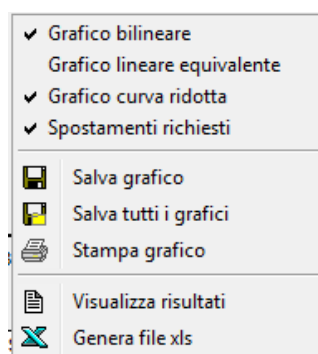 Grafico bilineare
Grafico lineare equivalente
Grafico curva ridotta
Spostamenti richiesti
Salva grafico
Salva tutti i grafici
Stampa grafico
Visualizza risultati
Genera file xls